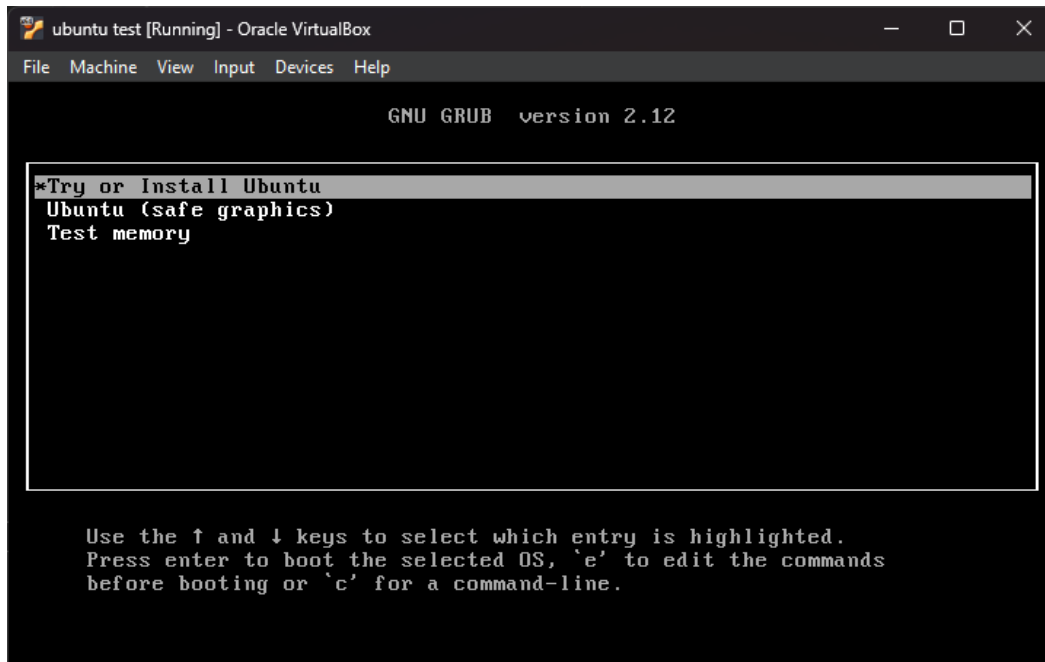 ubuntu test [Running] - Oracle VirtualBox
File Machine View Input Devices Help
GNU GRUB version 2.12
*Try or Install Ubuntu
Ubuntu (safe graphics)
Test memory
Use the ↑ and ↓ keys to select which entry is highlighted.
Press enter to boot the selected OS, `e' to edit the commands
before booting or `c' for a command-line.